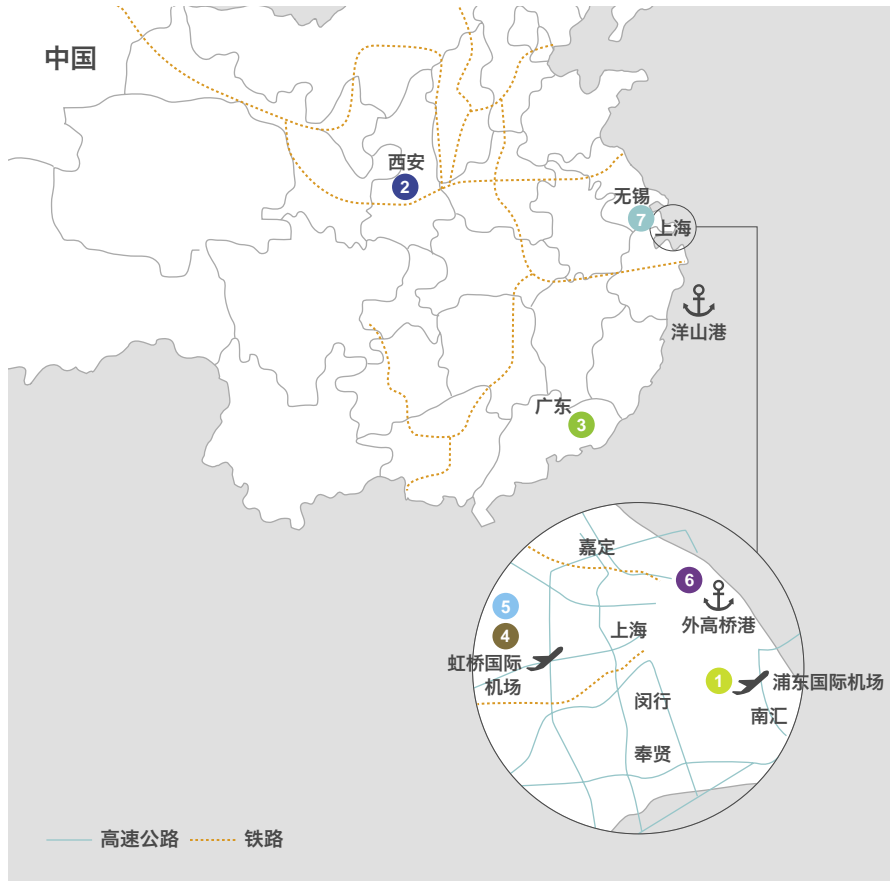 中国
西安
2
无锡
7
上海
洋山港
广东
3
嘉定
6
5
外高桥港
上海
4
虹桥国际
机场
1
浦东国际机场
闵行
南汇
奉贤
高速公路
铁路